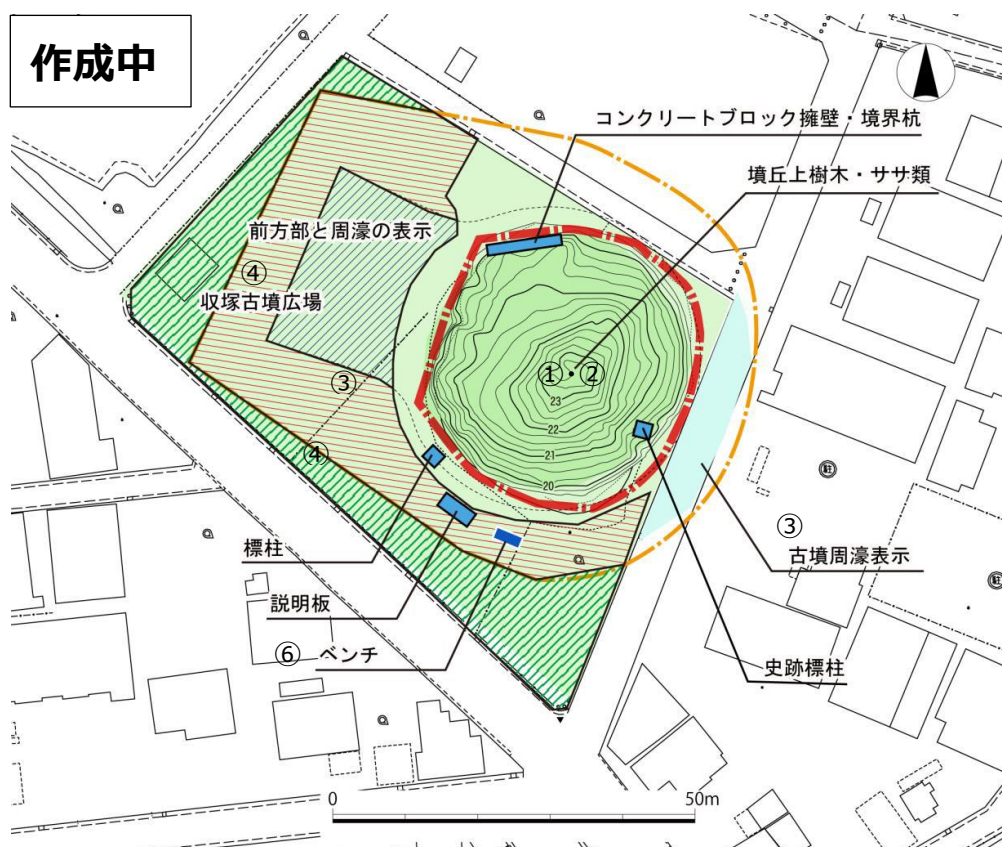 作成中
コンクリートブロック擁壁・境界杭
墳丘上樹木・ササ類
前方部と周濠の表示
④
収塚古墳広場
① ②
③
23
22
21
20
④
標柱
③
古墳周濠表示
説明板
⑥ ベンチ
史跡標柱
0 50m